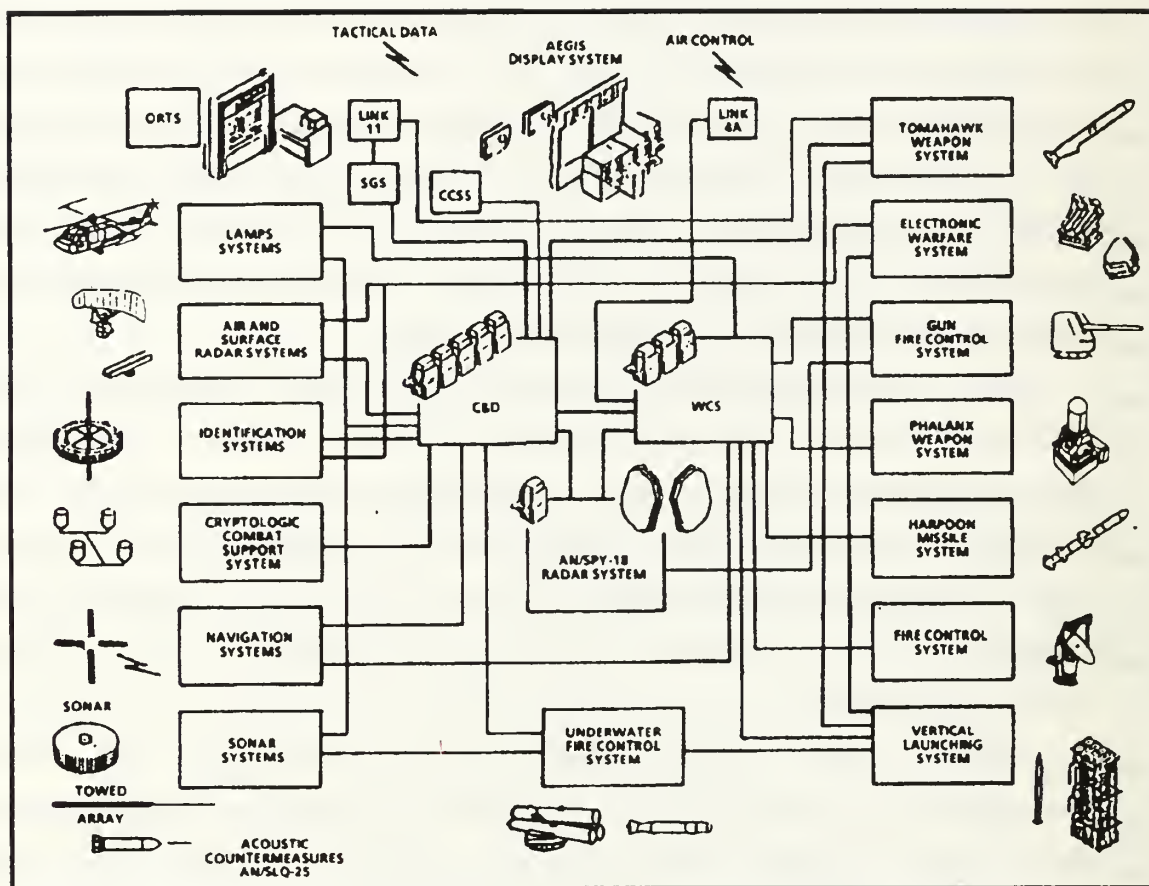 TACTICAL DATA
AEGIS
DISPLAY SYSTEM
AIR CONTROL
ORTS
LINK
11
LINK
4A
TOMAHAWK
WEAPON
SYSTEM
SGS
CCSS
LAMPS
SYSTEMS
ELECTRONIC
WARFARE
SYSTEM
AIR AND
SURFACE
RADAR SYSTEMS
GUN
FIRE CONTROL
SYSTEM
C&D
WCS
IDENTIFICATION
SYSTEMS
PHALANX
WEAPON
SYSTEM
CRYPTOLOGIC
COMBAT
SUPPORT
SYSTEM
AN/SPY-1B
RADAR SYSTEM
HARPOON
MISSILE
SYSTEM
NAVIGATION
SYSTEMS
FIRE CONTROL
SYSTEM
SONAR
SONAR
SYSTEMS
UNDERWATER
FIRE CONTROL
SYSTEM
VERTICAL
LAUNCHING
SYSTEM
TOWED
ARRAY
ACOUSTIC
COUNTERMEASURES
AN/SLQ-25